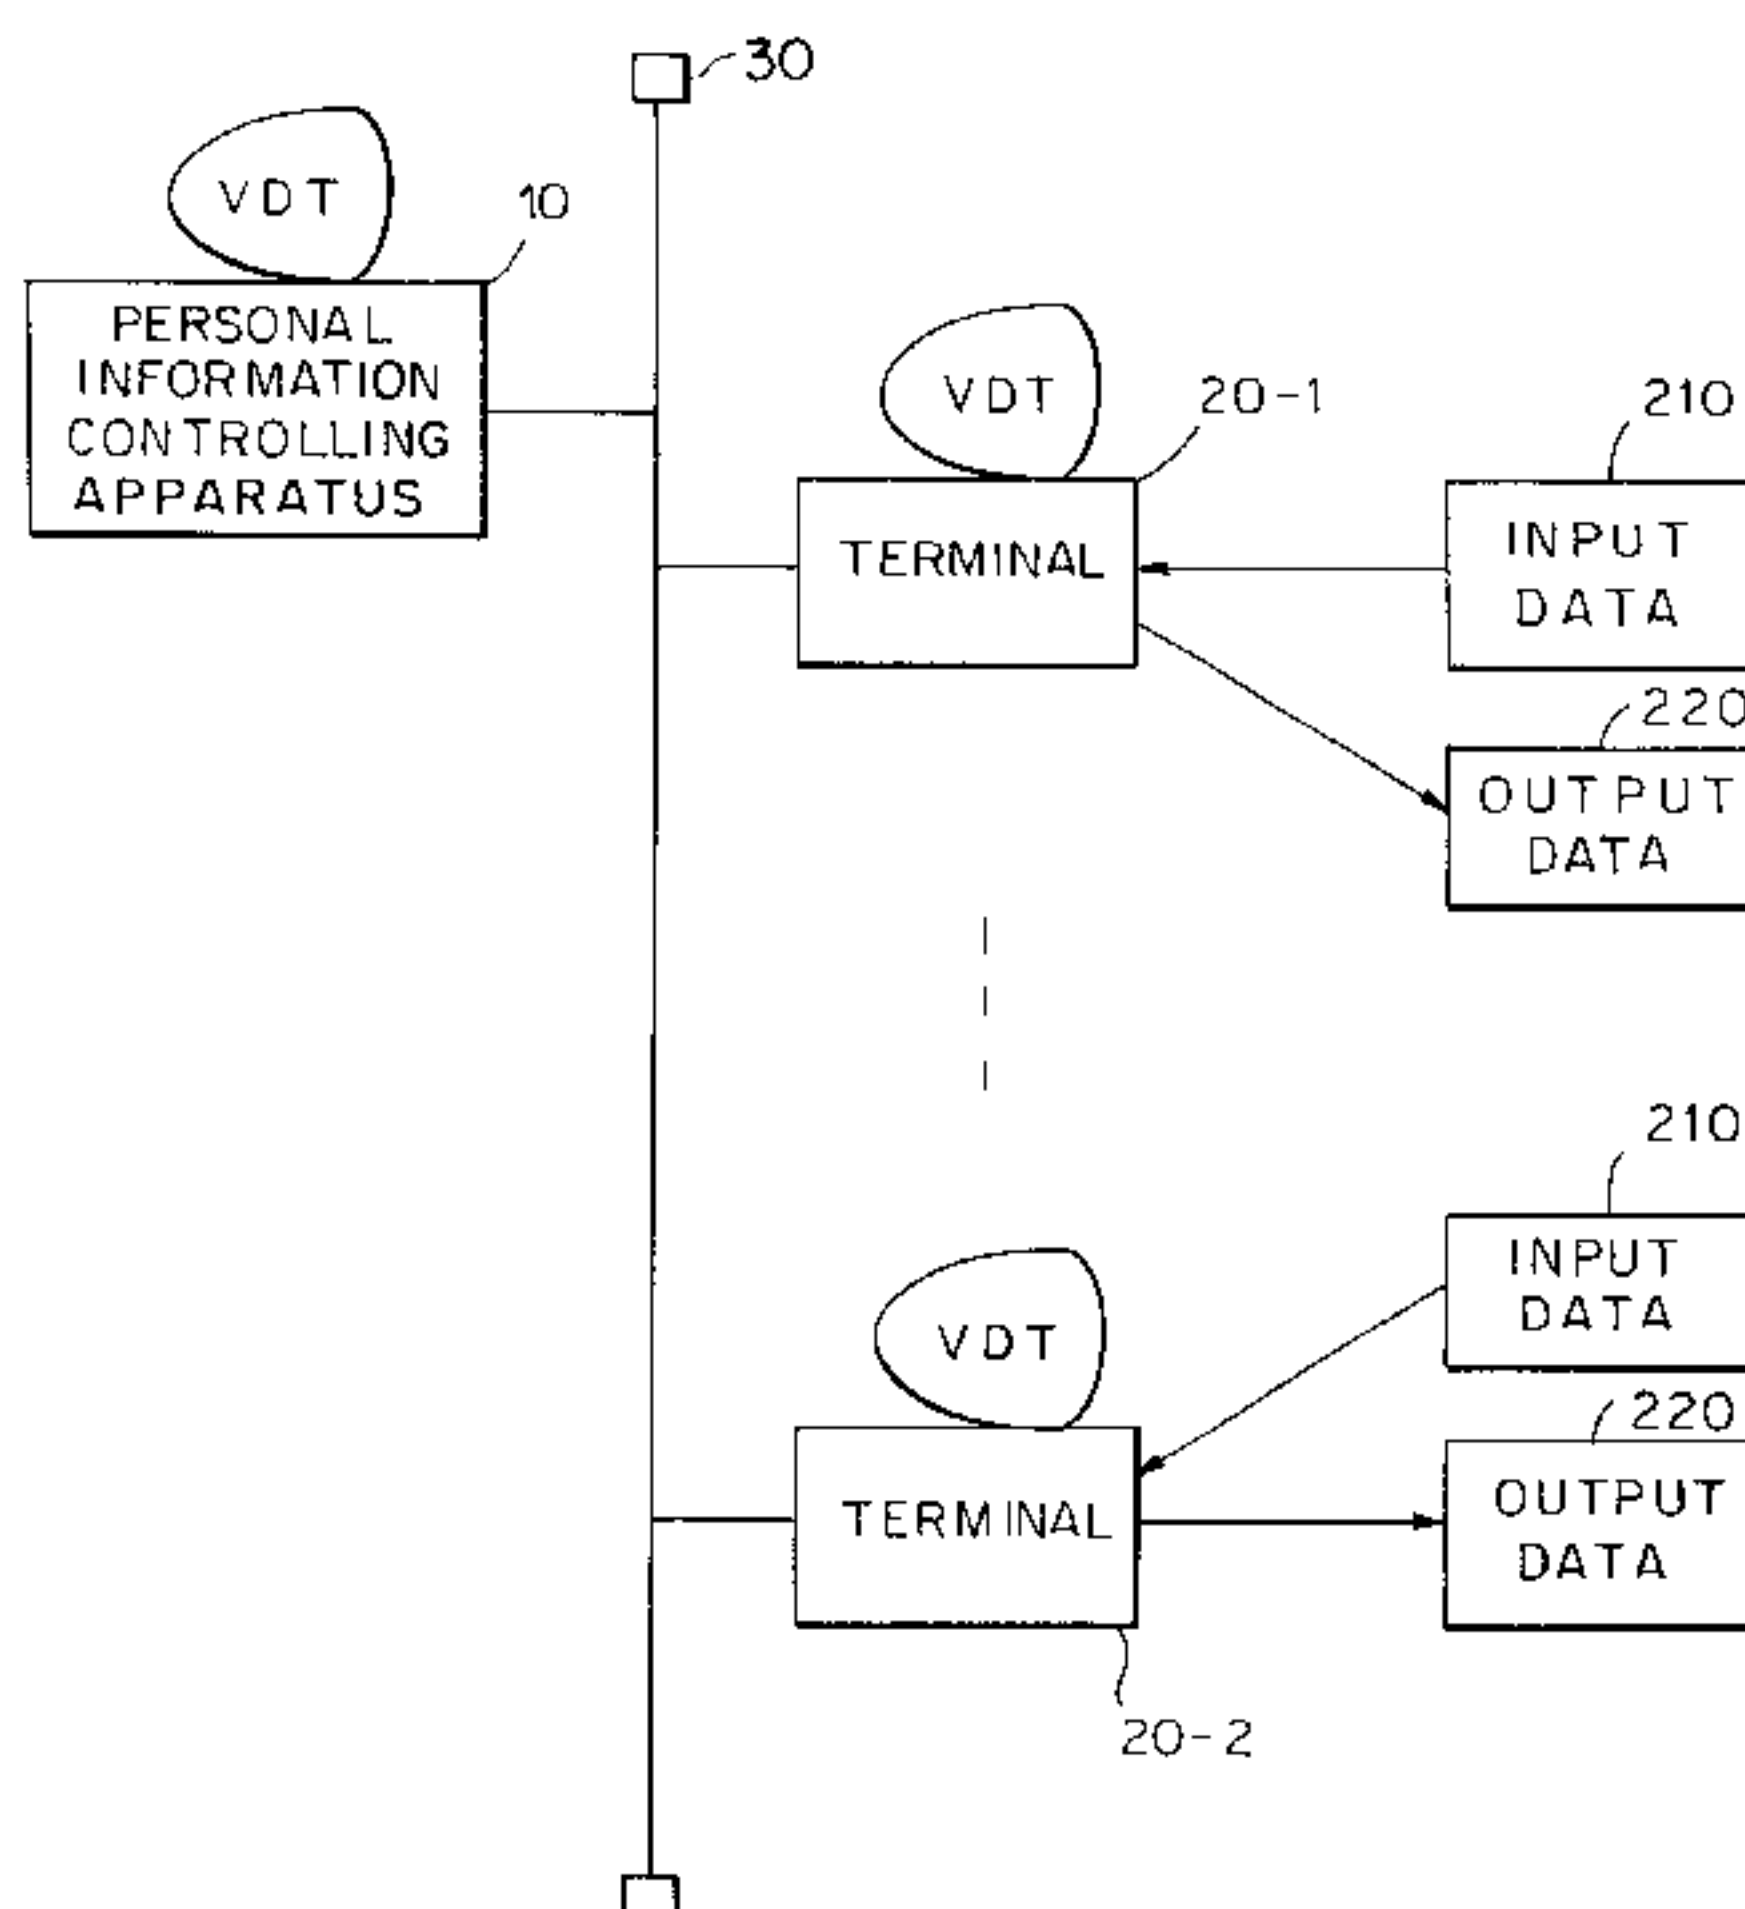 30
VDT
10
PERSONAL
INFORMATION
CONTROLLING
APPARATUS
VDT
20-1
210
TERMINAL
INPUT
DATA
220
OUTPUT
DATA
210
INPUT
DATA
VDT
220
TERMINAL
OUTPUT
DATA
20-2